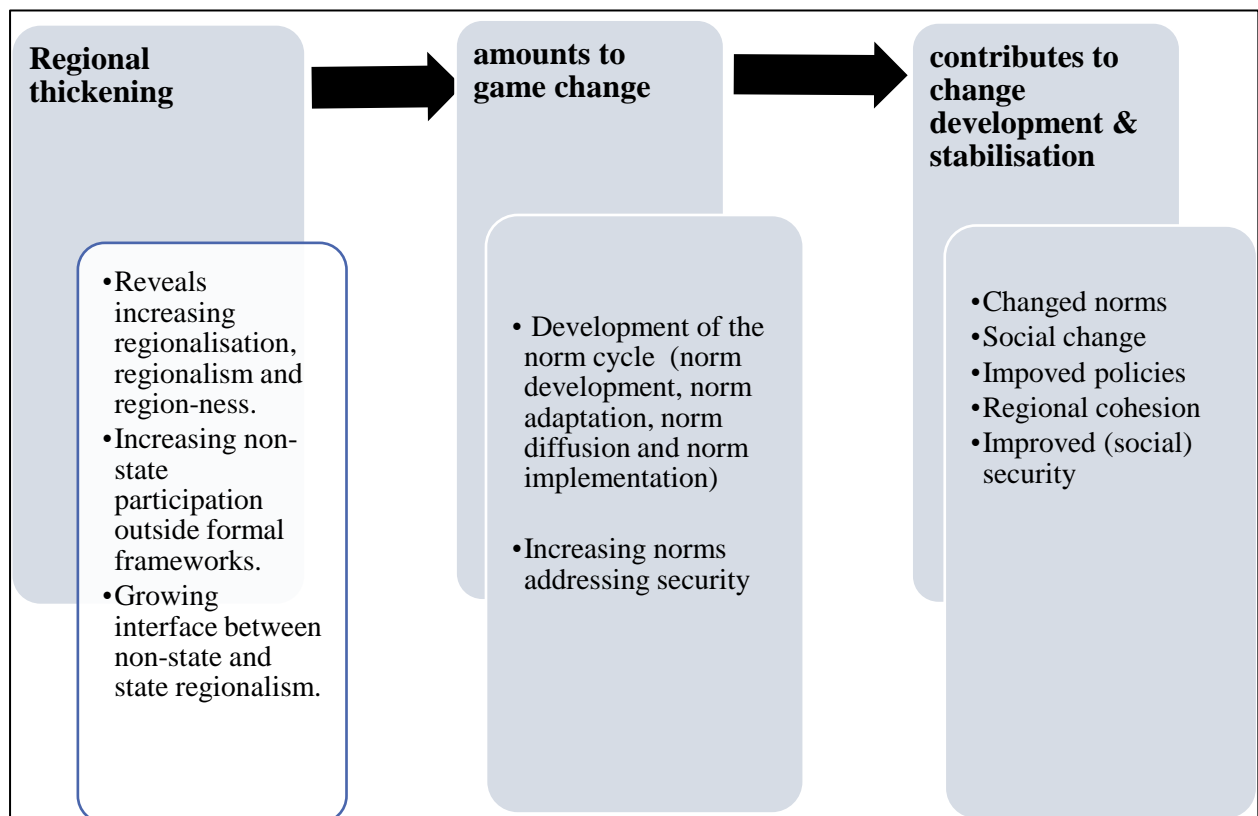 Regional
thickening
•Reveals
increasing
regionalisation,
regionalism and
region-ness.
•Increasing non-
state
participation
outside formal
frameworks.
•Growing
interface between
non-state and
state regionalism.
amounts to
game change
• Development of the
norm cycle (norm
development, norm
adaptation, norm
diffusion and norm
implementation)
•Increasing norms
addressing security
contributes to
change
development &
stabilisation
•Changed norms
•Social change
•Impoved policies
•Regional cohesion
•Improved (social)
security